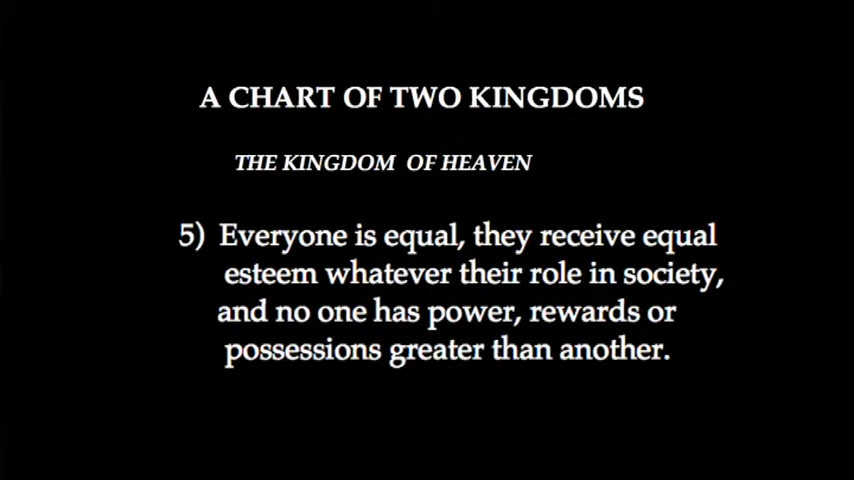 A CHART OF TWO KINGDOMS
THE KINGDOM OF HEAVEN
5) Everyone is equal, they receive equal
esteem whatever their role in society,
and no one has power, rewards or
possessions greater than another.